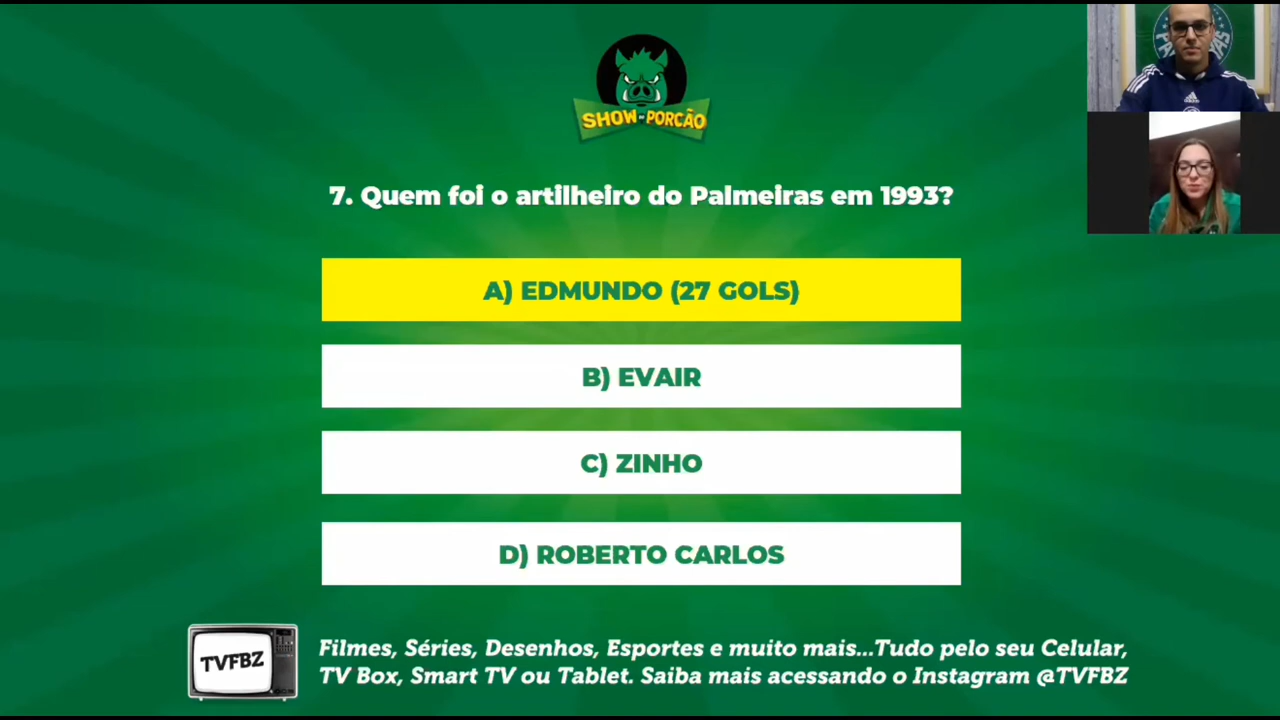 SHOW DO PORCÃO
7. Quem foi o artilheiro do Palmeiras em 1993?
A) EDMUNDO (27 GOLS)
B) EVAIR
C) ZINHO
D) ROBERTO CARLOS
TVFBZ
Filmes, Séries, Desenhos, Esportes e muito mais...Tudo pelo seu Celular,
TV Box, Smart TV ou Tablet. Saiba mais acessando o Instagram @TVFBZ